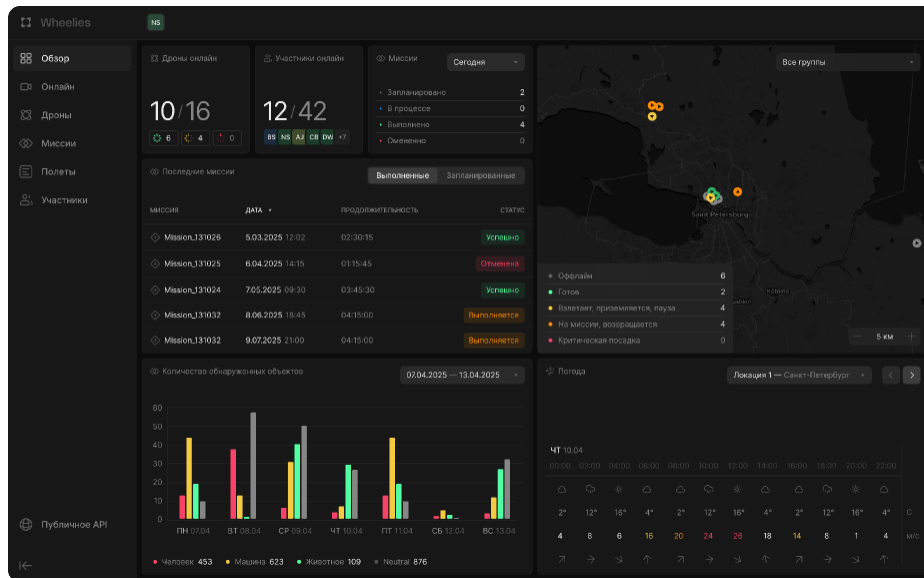 Wheelies
NS
Обзор
Онлайн
Дроны
Миссии
Полеты
Участники
Публичное API
Дроны онлайн
10/16
6 4 0
Участники онлайн
12/42
BS NS AJ CB DW +7
Миссии
Сегодня
Запланировано 2
В процессе 0
Выполнено 4
Оменено 0
Последние миссии
Выполненные Запланированные
МИССИЯ ДАТА ПРОДОЛЖИТЕЛЬНОСТЬ СТАТУС
Mission_131026 5.03.2025 12:02 02:30:15 Успешно
Mission_131025 6.04.2025 14:15 01:15:45 Отменена
Mission_131024 7.05.2025 09:30 03:45:30 Успешно
Mission_131032 8.06.2025 18:45 04:15:00 Выполняется
Mission_131032 9.07.2025 21:00 04:15:00 Выполняется
Все группы
Saint Petersburg
Kolpino
Оффлайн 6
Готов 2
Взлетает, приземляется, пауза 4
На миссии, возвращается 4
Критическая посадка 0
5 км
Количество обнаруженных объектов
07.04.2025 — 13.04.2025
60
50
40
30
20
10
0
ПН 07.04 ВТ 08.04 СР 09.04 ЧТ 10.04 ПТ 11.04 СБ 12.04 ВС 13.04
Человек 453 Машина 623 Животное 109 Neutral 876
Погода
Локация 1 — Санкт-Петербург
ЧТ 10.04
00:00 02:00 04:00 06:00 08:00 10:00 12:00 14:00 16:00 18:00 20:00 22:00
2° 12° 16° 4° 2° 12° 16° 4° 2° 12° 16° 4° C
4 8 6 16 20 24 26 18 14 8 1 4 м/с